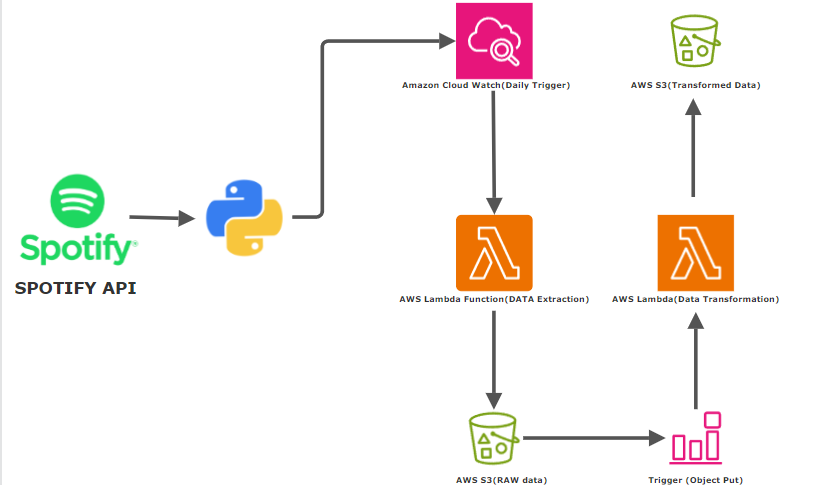 Amazon Cloud Watch(Daily Trigger)
AWS S3(Transformed Data)
Spotify®
SPOTIFY API
AWS Lambda Function(DATA Extraction)
AWS Lambda(Data Transformation)
AWS S3(RAW data)
Trigger (Object Put)